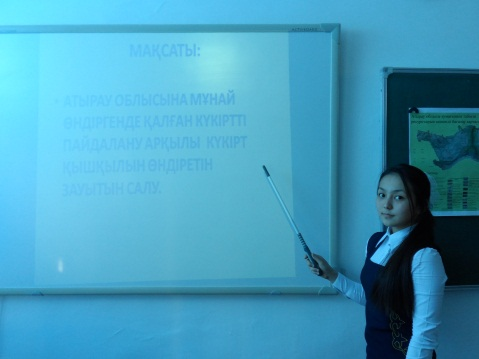 МАҚСАТЫ:
• АТЫРАУ ОБЛЫСЫНА МҰНАЙ
ӨНДІРГЕНДЕ ҚАЛҒАН КҮКІРТТІ
ПАЙДАЛАНУ АРҚЫЛЫ КҮКІРТ
ҚЫШҚЫЛЫН ӨНДІРЕТІН
ЗАУЫТЫН САЛУ.